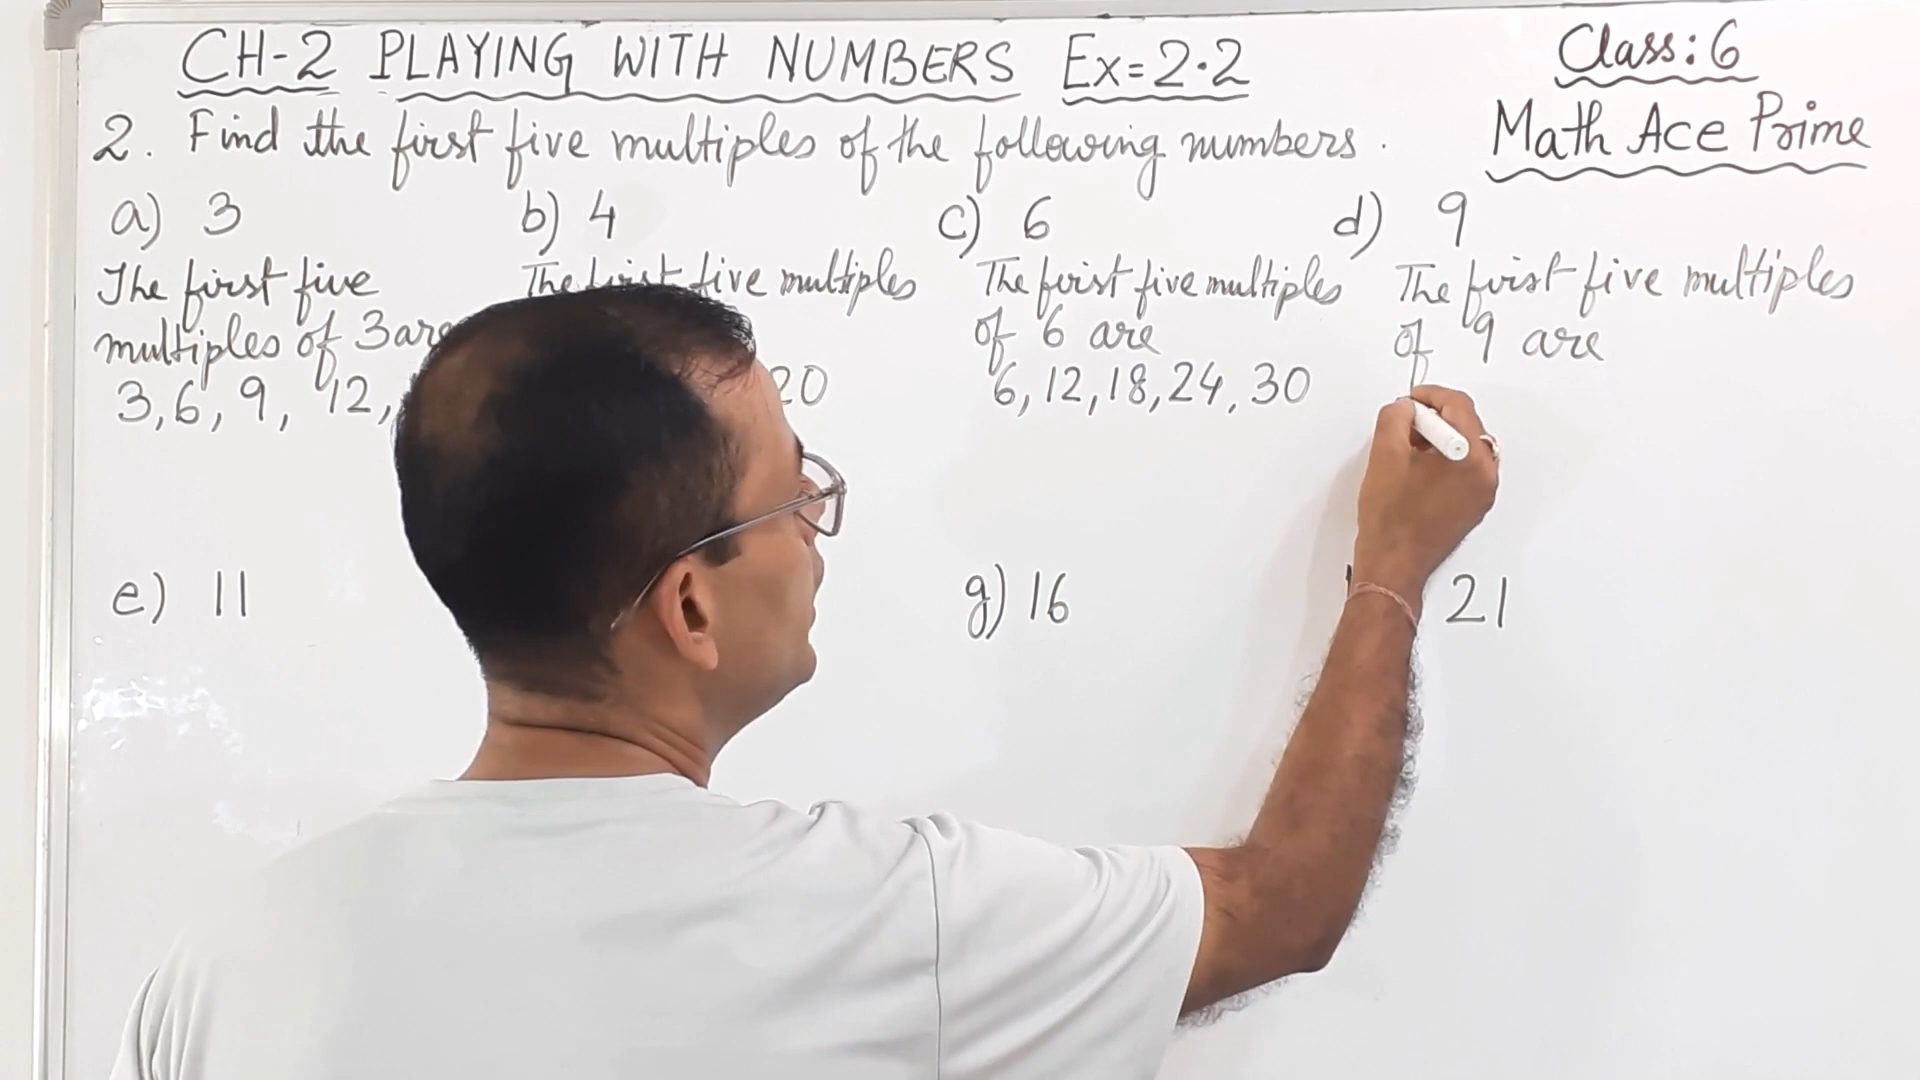 CH-2 PLAYING WITH NUMBERS Ex=2.2
Class: 6
Math Ace Prime
2. Find the first five multiples of the following numbers.
a) 3
The first five
multiples of 3 are
3, 6, 9, 12,
b) 4
The first five multiples
20
c) 6
The first five multiples
of 6 are
6, 12, 18, 24, 30
d) 9
The first five multiples
of 9 are
e) 11
g) 16
21